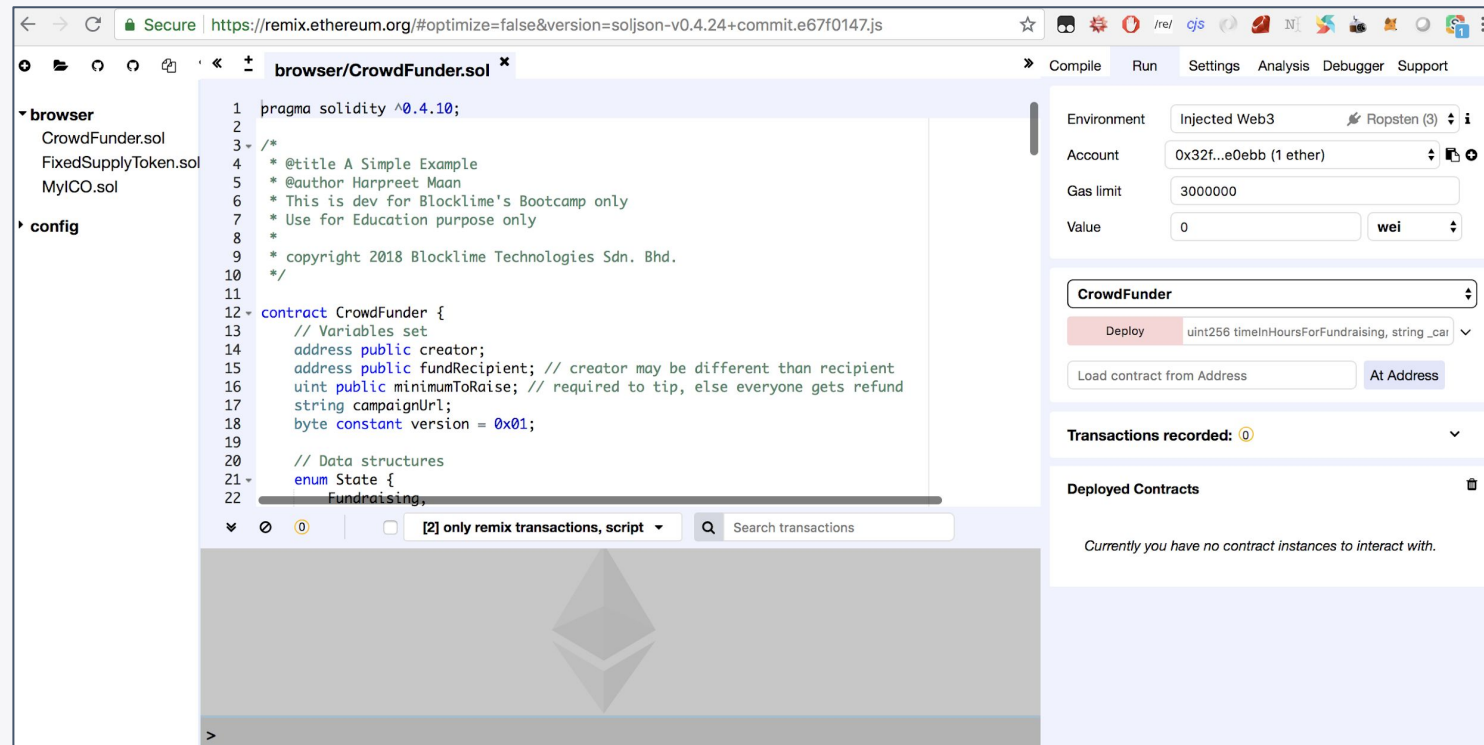 Secure https://remix.ethereum.org/#optimize=false&version=soljson-v0.4.24+commit.e67f0147.js
/re/ cjs
1
browser/CrowdFunder.sol
Compile Run Settings Analysis Debugger Support
browser
CrowdFunder.sol
FixedSupplyToken.sol
MyICO.sol
config
1 pragma solidity ^0.4.10;
2
3 /*
4 * @title A Simple Example
5 * @author Harpreet Maan
6 * This is dev for Blocklime's Bootcamp only
7 * Use for Education purpose only
8 *
9 * copyright 2018 Blocklime Technologies Sdn. Bhd.
10 */
11
12 contract CrowdFunder {
13 // Variables set
14 address public creator;
15 address public fundRecipient; // creator may be different than recipient
16 uint public minimumToRaise; // required to tip, else everyone gets refund
17 string campaignUrl;
18 byte constant version = 0x01;
19
20 // Data structures
21 enum State {
22 Fundraising,
0 [2] only remix transactions, script Search transactions
>
Environment Injected Web3 Ropsten (3) i
Account 0x32f...e0ebb (1 ether)
Gas limit 3000000
Value 0 wei
CrowdFunder
Deploy uint256 timeInHoursForFundraising, string _car
Load contract from Address At Address
Transactions recorded: 0
Deployed Contracts
Currently you have no contract instances to interact with.